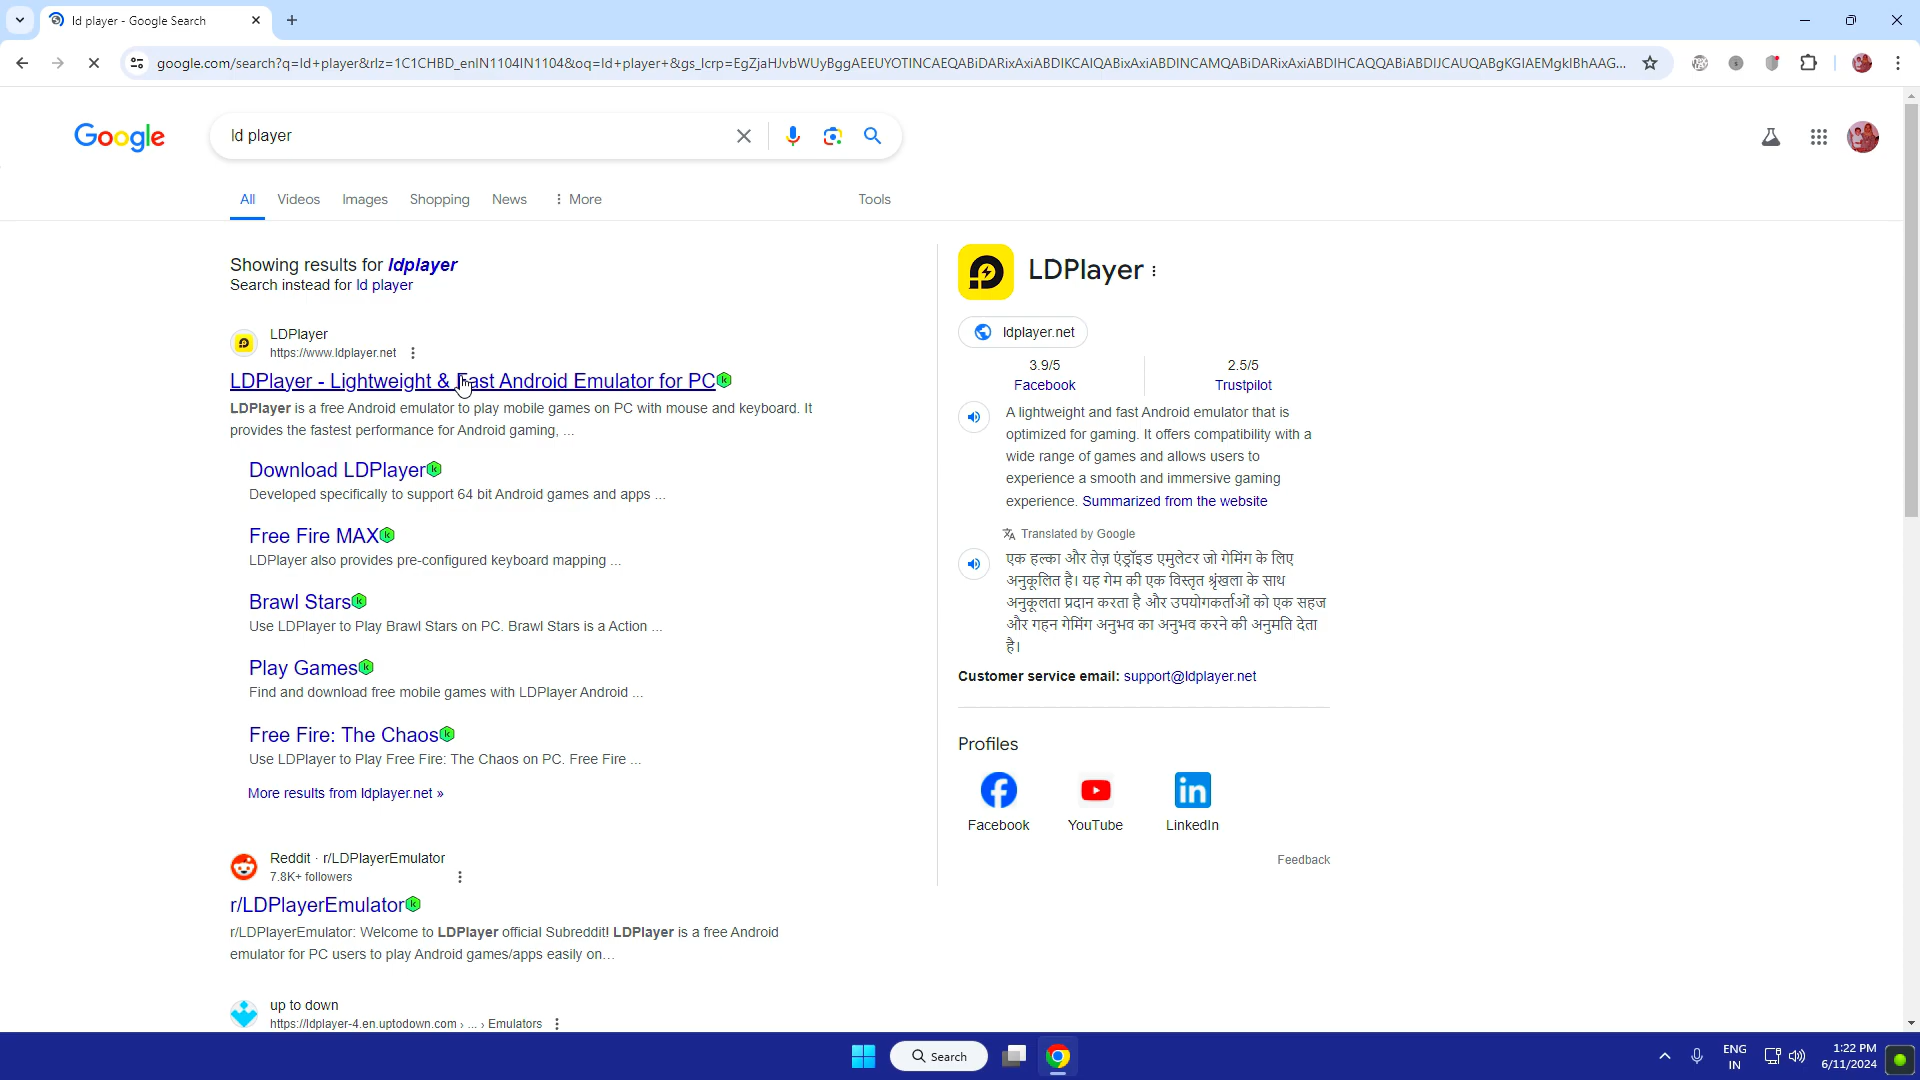 ld player - Google Search
google.com/search?q=ld+player&rlz=1C1CHBD_enIN1104IN1104&oq=ld+player+&gs_lcrp=EgZjaHJvbWUyBggAEEUYOTINCAEQABiDARixAxiABDIKCAIQABixAxiABDINCAMQABiDARixAxiABDIHCAQQABiABDIJCAUQABgKGIAEMgkIBhAAG...
Google
ld player
All Videos Images Shopping News More Tools
Showing results for ldplayer
Search instead for ld player
LDPlayer
https://www.ldplayer.net
LDPlayer - Lightweight & Fast Android Emulator for PC
LDPlayer is a free Android emulator to play mobile games on PC with mouse and keyboard. It
provides the fastest performance for Android gaming, ...
Download LDPlayer
Developed specifically to support 64 bit Android games and apps ...
Free Fire MAX
LDPlayer also provides pre-configured keyboard mapping ...
Brawl Stars
Use LDPlayer to Play Brawl Stars on PC. Brawl Stars is a Action ...
Play Games
Find and download free mobile games with LDPlayer Android ...
Free Fire: The Chaos
Use LDPlayer to Play Free Fire: The Chaos on PC. Free Fire ...
More results from ldplayer.net »
Reddit · r/LDPlayerEmulator
7.8K+ followers
r/LDPlayerEmulator
r/LDPlayerEmulator: Welcome to LDPlayer official Subreddit! LDPlayer is a free Android
emulator for PC users to play Android games/apps easily on...
up to down
https://ldplayer-4.en.uptodown.com › ... › Emulators
LDPlayer
ldplayer.net
3.9/5 2.5/5
Facebook Trustpilot
A lightweight and fast Android emulator that is
optimized for gaming. It offers compatibility with a
wide range of games and allows users to
experience a smooth and immersive gaming
experience. Summarized from the website
Translated by Google
एक हल्का और तेज़ एंड्रॉइड एमुलेटर जो गेमिंग के लिए
अनुकूलित है। यह गेम की एक विस्तृत श्रृंखला के साथ
अनुकूलता प्रदान करता है और उपयोगकर्ताओं को एक सहज
और गहन गेमिंग अनुभव का अनुभव करने की अनुमति देता
है।
Customer service email: support@ldplayer.net
Profiles
Facebook YouTube LinkedIn
Feedback
Search
ENG
IN
1:22 PM
6/11/2024